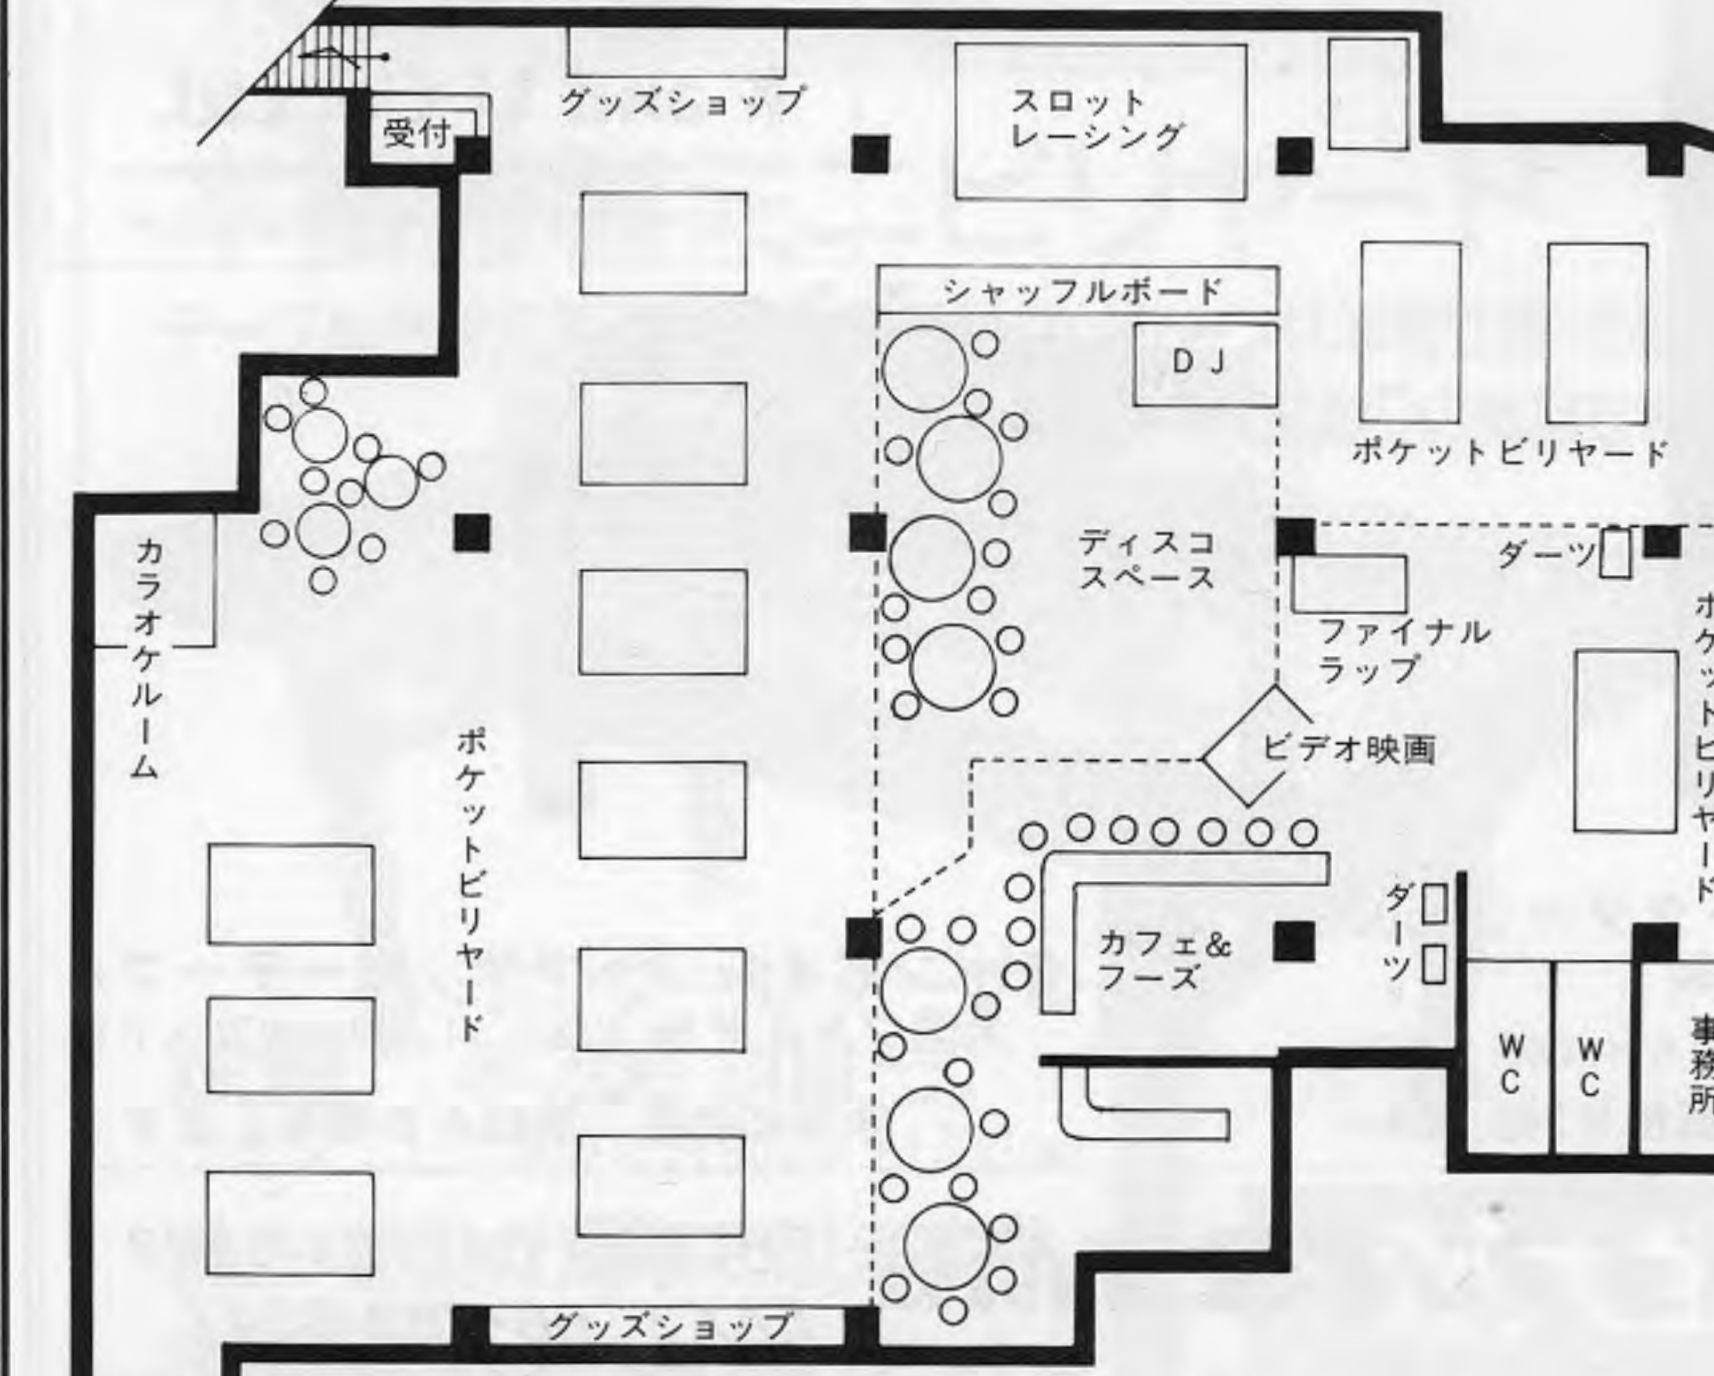 グッズショップ
スロット
レーシング
受付
シャッフルボード
DJ
ポケットビリヤード
ディスコ
スペース
ダーツ
カラオケルーム
ファイナル
ラップ
ポケットビリヤード
ポケットビリヤード
ビデオ映画
ダーツ
カフェ&
フーズ
WC
WC
事務所
グッズショップ